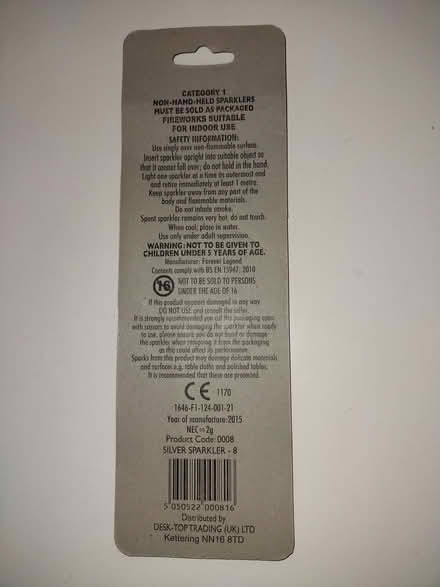 CATEGORY 1
NON-HAND-HELD SPARKLERS
MUST BE SOLD AS PACKAGED
FIREWORKS SUITABLE
FOR INDOOR USE
SAFETY INFORMATION:
Use singly over non-flammable surface.
Insert sparkler upright into suitable object so
that it cannot fall over; do not hold in the hand.
Light one sparkler at a time its outermost end
and retire immediately at least 1 metre.
Keep sparkler away from any part of the
body and flammable materials.
Do not inhale smoke.
Spent sparkler remains very hot: do not touch.
When cool, place in water.
Use only under adult supervision.
WARNING: NOT TO BE GIVEN TO
CHILDREN UNDER 5 YEARS OF AGE.
Manufacturer: Forever Legend
Contents comply with BS EN 15947: 2010
16
NOT TO BE SOLD TO PERSONS
UNDER THE AGE OF 16
If this product appears damaged in any way
DO NOT USE and return to the seller.
It is strongly recommended you cut this packaging open
with scissors to avoid damaging the sparkler when ready
to use, please ensure you do not bend or damage
the sparkler when removing it from the packaging
as this could affect its performance.
Sparks from this product may damage delicate materials
and surfaces e.g. table cloths and polished tables.
It is recommended that these are protected.
CE 1170
1646-F1-124-001-21
Year of manufacture: 2015
NEC=2g
Product Code: 0008
SILVER SPARKLER - 8
5 050522 000816
Distributed by
DESK-TOP TRADING (UK) LTD
Kettering NN16 8TD